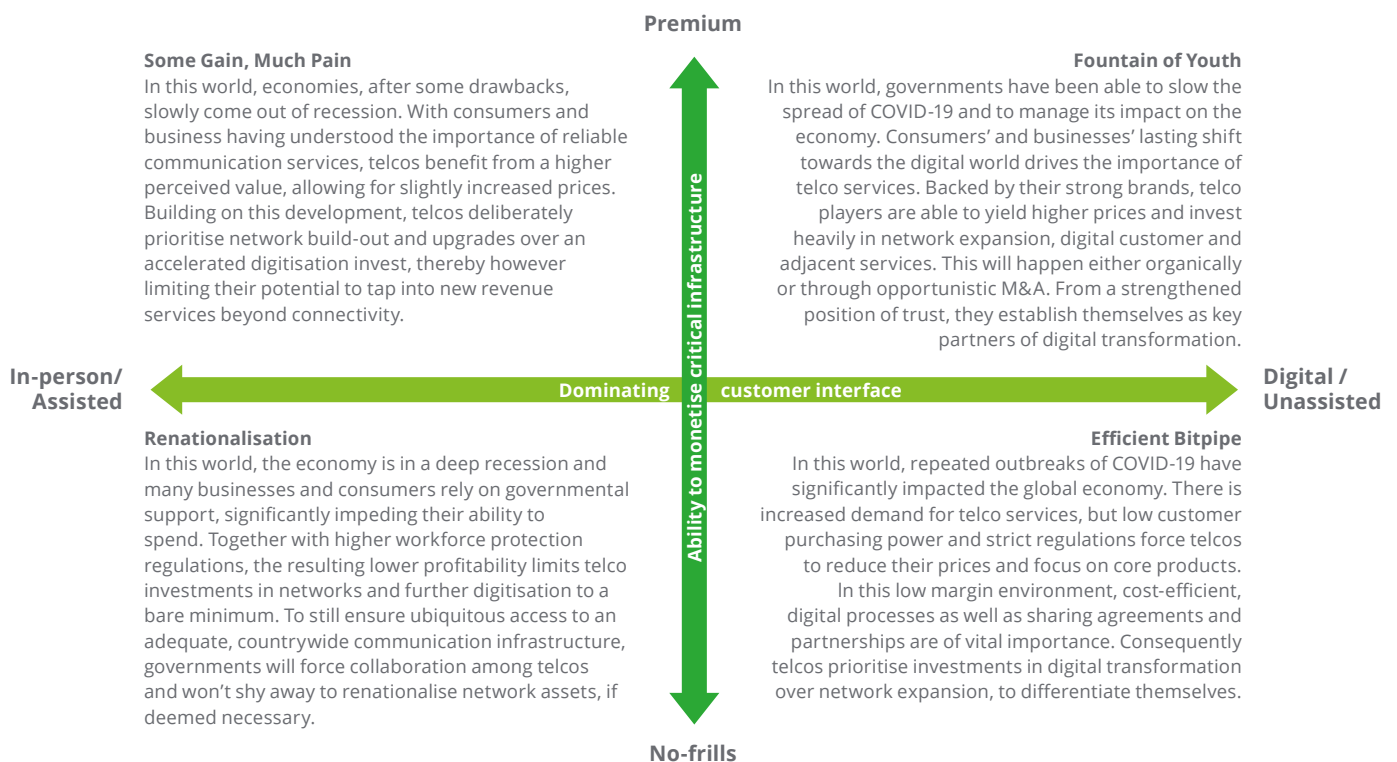 Premium
Some Gain, Much Pain
In this world, economies, after some drawbacks,
slowly come out of recession. With consumers and
business having understood the importance of reliable
communication services, telcos benefit from a higher
perceived value, allowing for slightly increased prices.
Building on this development, telcos deliberately
prioritise network build-out and upgrades over an
accelerated digitisation invest, thereby however
limiting their potential to tap into new revenue
services beyond connectivity.
Fountain of Youth
In this world, governments have been able to slow the
spread of COVID-19 and to manage its impact on the
economy. Consumers’ and businesses’ lasting shift
towards the digital world drives the importance of
telco services. Backed by their strong brands, telco
players are able to yield higher prices and invest
heavily in network expansion, digital customer and
adjacent services. This will happen either organically
or through opportunistic M&A. From a strengthened
position of trust, they establish themselves as key
partners of digital transformation.
Ability to monetise critical infrastructure
In-person/
Assisted
Dominating customer interface
Digital /
Unassisted
Renationalisation
In this world, the economy is in a deep recession and
many businesses and consumers rely on governmental
support, significantly impeding their ability to
spend. Together with higher workforce protection
regulations, the resulting lower profitability limits telco
investments in networks and further digitisation to a
bare minimum. To still ensure ubiquitous access to an
adequate, countrywide communication infrastructure,
governments will force collaboration among telcos
and won’t shy away to renationalise network assets, if
deemed necessary.
Efficient Bitpipe
In this world, repeated outbreaks of COVID-19 have
significantly impacted the global economy. There is
increased demand for telco services, but low customer
purchasing power and strict regulations force telcos
to reduce their prices and focus on core products.
In this low margin environment, cost-efficient,
digital processes as well as sharing agreements and
partnerships are of vital importance. Consequently
telcos prioritise investments in digital transformation
over network expansion, to differentiate themselves.
No-frills